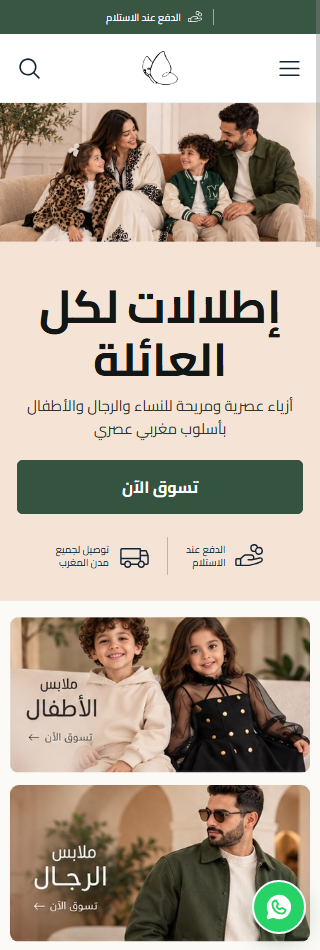 الدفع عند الاستلام
إطلالات لكل
العائلة
أزياء عصرية ومريحة للنساء والرجال والأطفال
بأسلوب مغربي عصري
تسوق الآن
الدفع عند
الاستلام
توصيل لجميع
مدن المغرب
ملابس
الأطفال
تسوق الآن ←
ملابس
الرجال
تسوق الآن ←